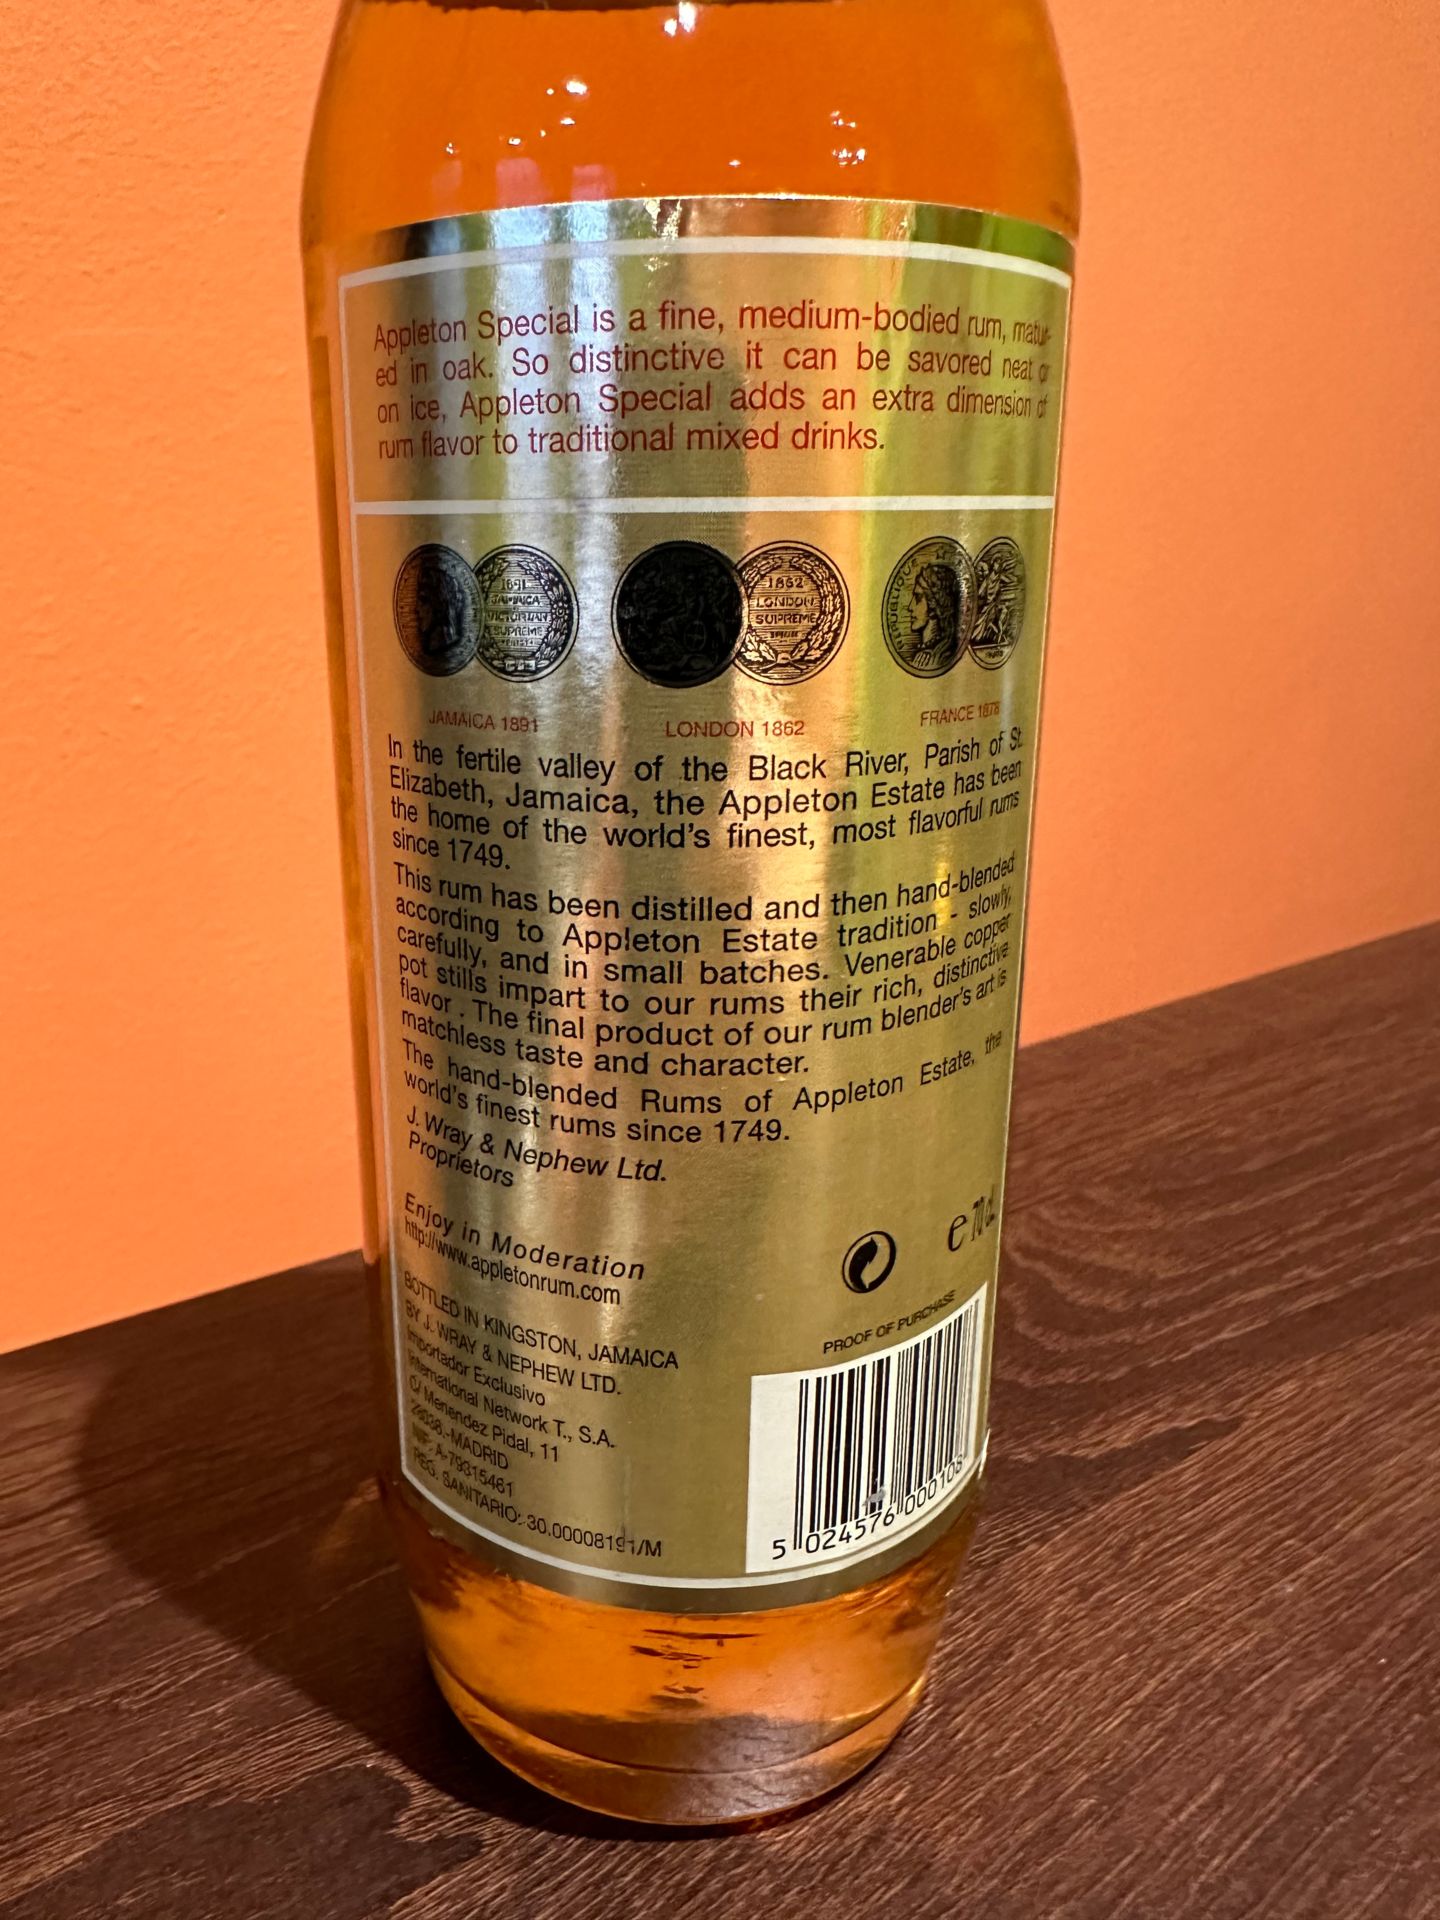 Appleton Special is a fine, medium-bodied rum, matur-
ed in oak. So distinctive it can be savored neat or
on ice, Appleton Special adds an extra dimension of
rum flavor to traditional mixed drinks.
1891
JAMAICA
VICTORIAN
SUPREME
1862
LONDON
SUPREME
JAMAICA 1891
LONDON 1862
FRANCE 1878
In the fertile valley of the Black River, Parish of St.
Elizabeth, Jamaica, the Appleton Estate has been
the home of the world's finest, most flavorful rums
since 1749.
This rum has been distilled and then hand-blended
according to Appleton Estate tradition - slowly,
carefully, and in small batches. Venerable copper
pot stills impart to our rums their rich, distinctive
flavor . The final product of our rum blender's art is
matchless taste and character.
The hand-blended Rums of Appleton Estate, the
world's finest rums since 1749.
J. Wray & Nephew Ltd.
Proprietors
Enjoy in Moderation
http://www.appletonrum.com
e 70 cl
BOTTLED IN KINGSTON, JAMAICA
BY J. WRAY & NEPHEW LTD.
Importador Exclusivo
International Network T., S.A.
C/ Menendez Pidal, 11
28036.-MADRID
NIF: A-79315461
REG. SANITARIO: 30.00008191/M
PROOF OF PURCHASE
5 024576 000108